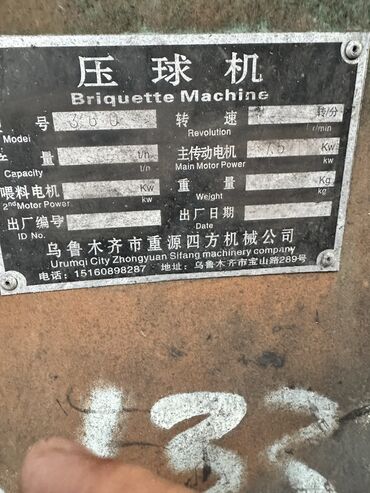 压球机
Briquette Machine
号 360 转速 转/分
Model Revolution r/min
产量 t/h 主传动电机 75 Kw
Capacity t/h Main Motor Power kw
喂料电机 Kw 重量 Kg
2nd Motor Power kw Weight kg
出厂编号 出厂日期
ID No. Date
乌鲁木齐市重源四方机械公司
Urumqi City Zhongyuan Sifang machinery company
电话：15160898287 地址：乌鲁木齐市宝山路289号
132